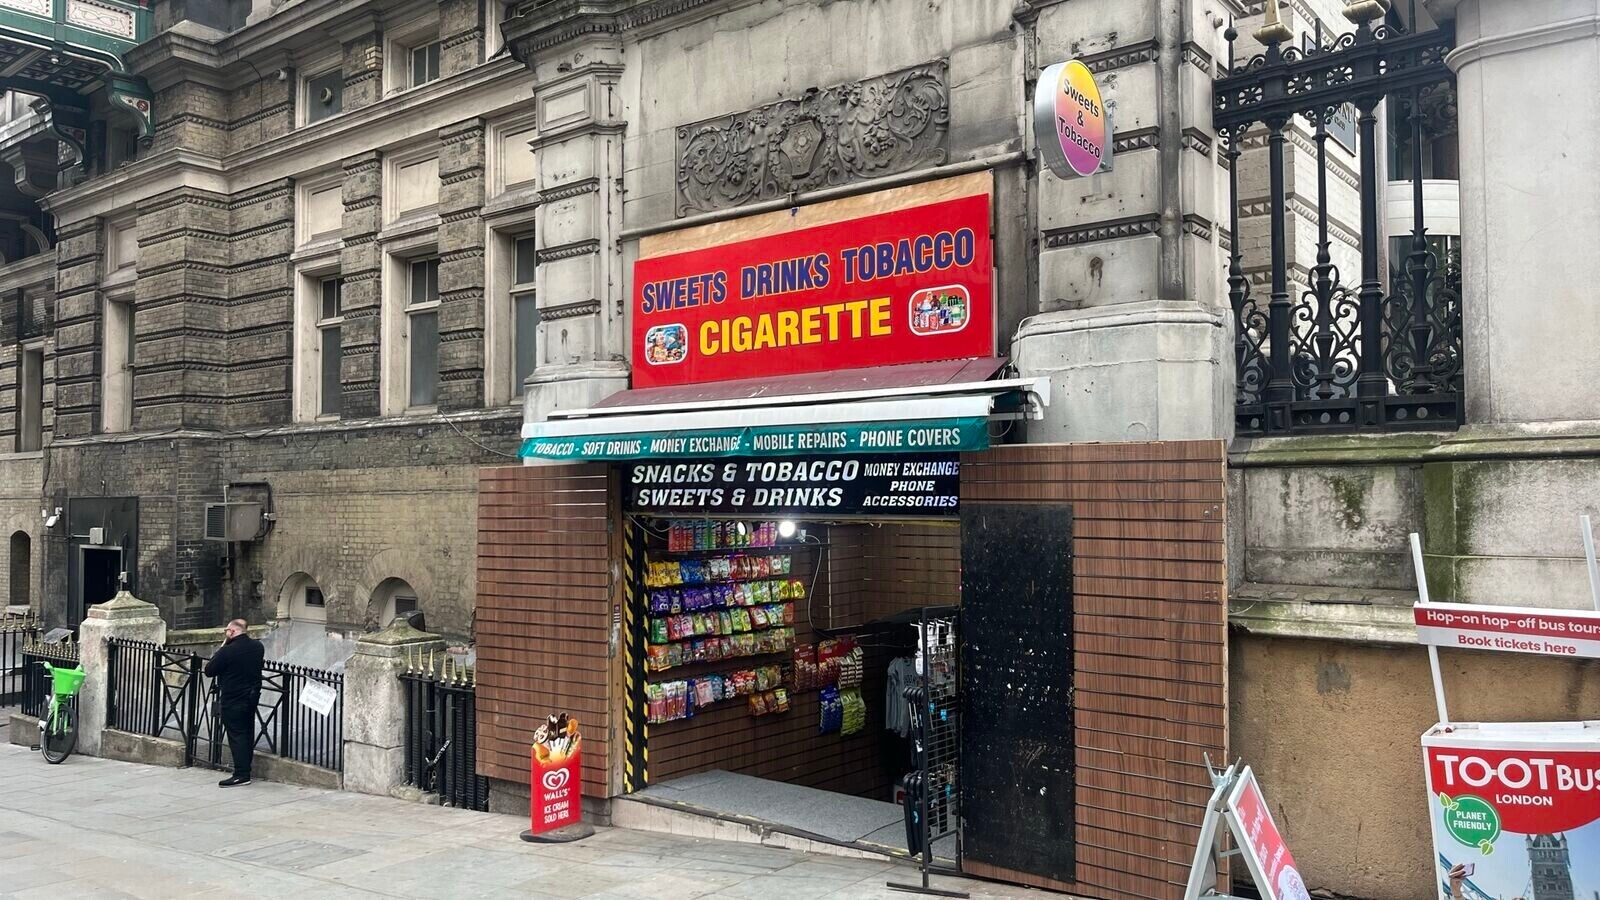 Sweets
&
Tobacco
SWEETS DRINKS TOBACCO
CIGARETTE
TOBACCO - SOFT DRINKS - MONEY EXCHANGE - MOBILE REPAIRS - PHONE COVERS
SNACKS & TOBACCO
SWEETS & DRINKS
MONEY EXCHANGE
PHONE
ACCESSORIES
WALL'S
ICE CREAM
SOLD HERE
Hop-on hop-off bus tours
Book tickets here
TOOTBUS
LONDON
PLANET
FRIENDLY